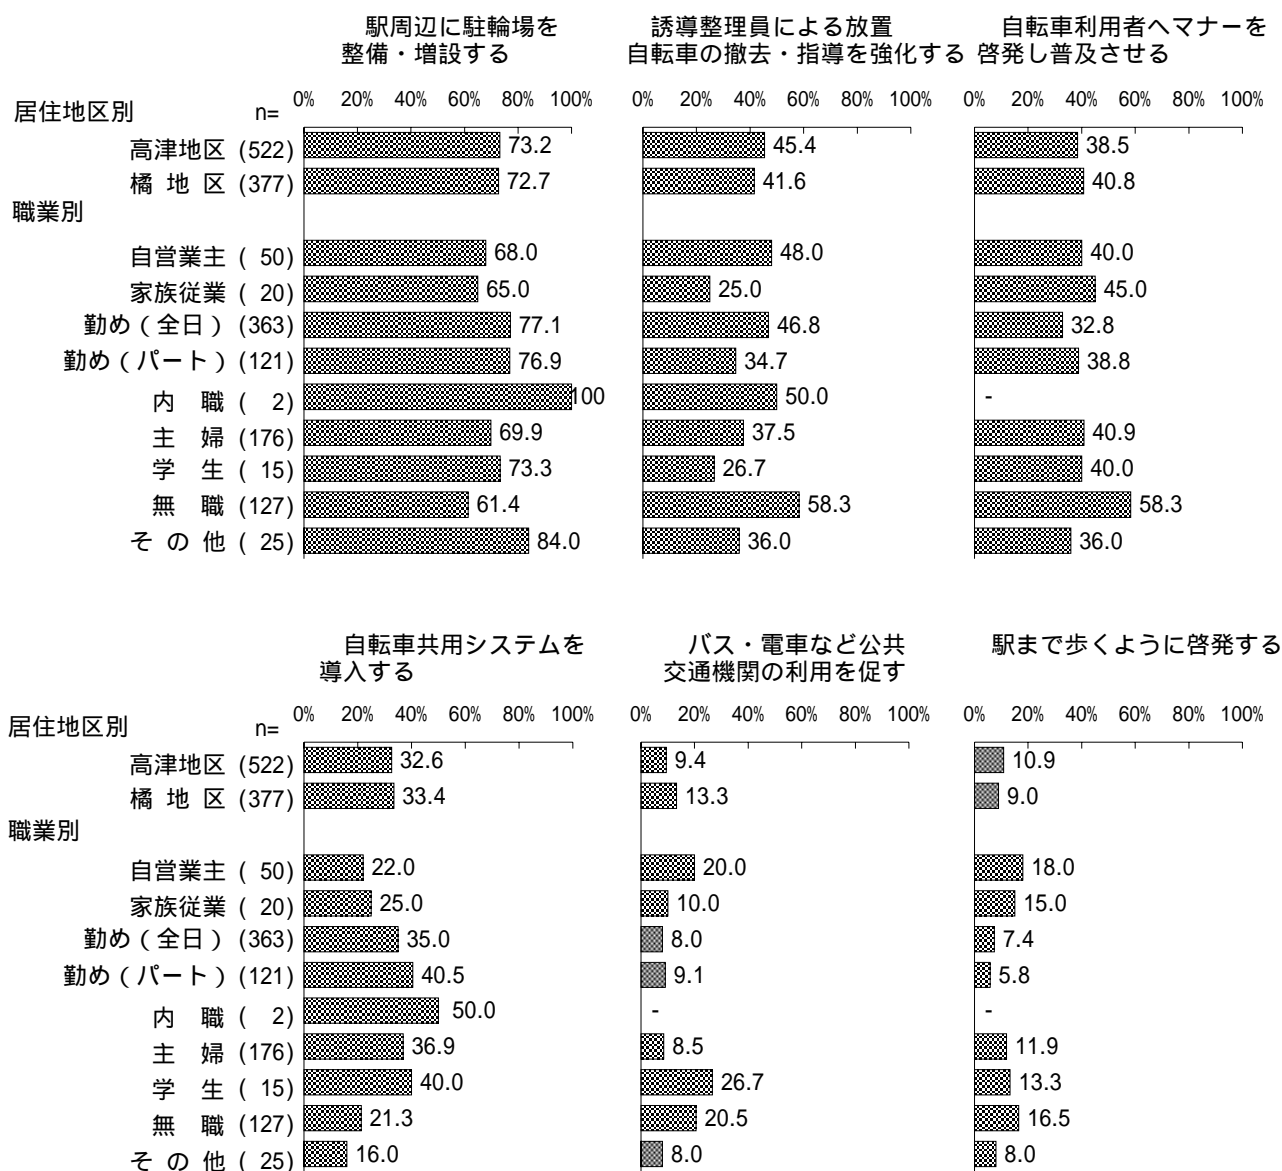 駅周辺に駐輪場を
整備・増設する
誘導整理員による放置
自転車の撤去・指導を強化する
自転車利用者へマナーを
啓発し普及させる
居住地区別 n= 0% 20% 40% 60% 80% 100% 0% 20% 40% 60% 80% 100% 0% 20% 40% 60% 80% 100%
高津地区 (522) 73.2 45.4 38.5
橘 地 区 (377) 72.7 41.6 40.8
職業別
自営業主 ( 50) 68.0 48.0 40.0
家族従業 ( 20) 65.0 25.0 45.0
勤め（全日）(363) 77.1 46.8 32.8
勤め（パート）(121) 76.9 34.7 38.8
内 職 ( 2) 100 50.0 -
主 婦 (176) 69.9 37.5 40.9
学 生 ( 15) 73.3 26.7 40.0
無 職 (127) 61.4 58.3 58.3
そ の 他 ( 25) 84.0 36.0 36.0
自転車共用システムを
導入する
バス・電車など公共
交通機関の利用を促す
駅まで歩くように啓発する
居住地区別 n= 0% 20% 40% 60% 80% 100% 0% 20% 40% 60% 80% 100% 0% 20% 40% 60% 80% 100%
高津地区 (522) 32.6 9.4 10.9
橘 地 区 (377) 33.4 13.3 9.0
職業別
自営業主 ( 50) 22.0 20.0 18.0
家族従業 ( 20) 25.0 10.0 15.0
勤め（全日）(363) 35.0 8.0 7.4
勤め（パート）(121) 40.5 9.1 5.8
内 職 ( 2) 50.0 - -
主 婦 (176) 36.9 8.5 11.9
学 生 ( 15) 40.0 26.7 13.3
無 職 (127) 21.3 20.5 16.5
そ の 他 ( 25) 16.0 8.0 8.0